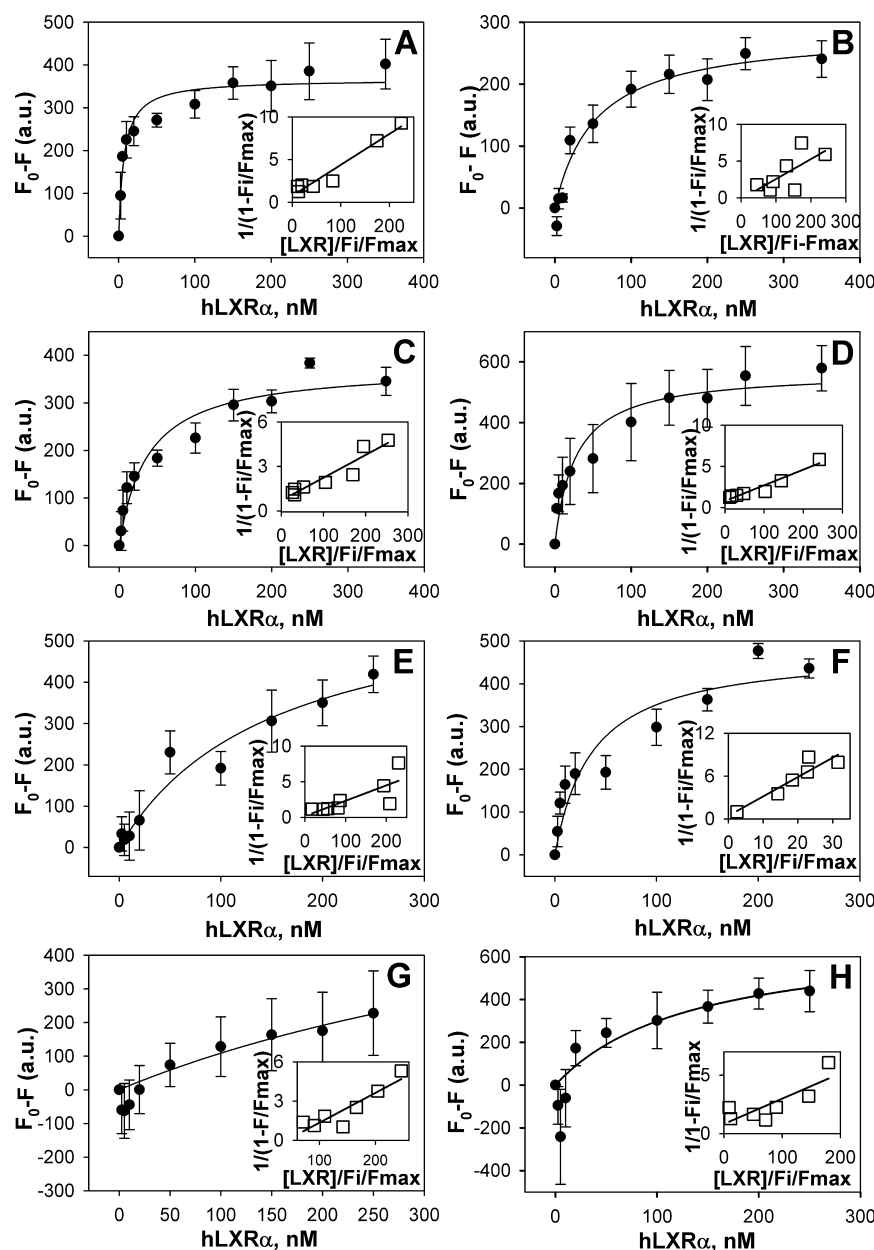 A
F0-F (a.u.)
500
400
300
200
100
0
1/(1-Fi/Fmax)
10
5
0
0 100 200
[LXR]/Fi/Fmax
0 100 200 300 400
hLXRα, nM
B
F0- F (a.u.)
300
200
100
0
-100
1/(1-Fi/Fmax)
10
5
0
0 100 200 300
[LXR]/Fi-Fmax
0 100 200 300 400
hLXRα, nM
C
F0-F (a.u.)
400
300
200
100
0
1/(1-Fi/Fmax)
6
3
0
0 100 200 300
[LXR]/Fi/Fmax
0 100 200 300 400
hLXRα, nM
D
F0-F (a.u.)
600
400
200
0
1/(1-Fi/Fmax)
10
5
0
0 100 200 300
[LXR]/Fi/Fmax
0 100 200 300 400
hLXRα, nM
E
F0-F (a.u.)
500
400
300
200
100
0
1/(1-Fi/Fmax)
10
5
0
0 100 200
[LXR]/Fi/Fmax
0 100 200 300
hLXRα, nM
F
F0-F (a.u.)
500
400
300
200
100
0
1/(1-Fi/Fmax)
12
6
0
0 10 20 30
[LXR]/Fi/Fmax
0 100 200 300
hLXRα, nM
G
F0-F (a.u.)
400
300
200
100
0
-100
-200
-300
1/(1-F/Fmax)
6
3
0
100 200
[LXR]/Fi/Fmax
0 50 100 150 200 250 300
hLXRα, nM
H
F0-F (a.u.)
600
400
200
0
-200
-400
1/1-Fi/Fmax
5
0
0 100 200
[LXR]/Fi/Fmax
0 100 200 300
hLXRα, nM